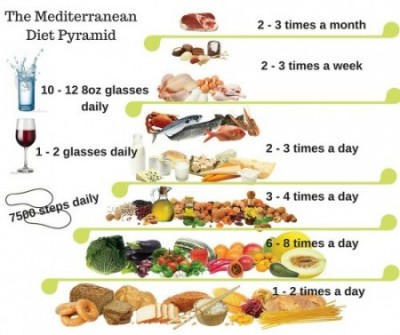 The Mediterranean
Diet Pyramid
2 - 3 times a month
2 - 3 times a week
10 - 12 8oz glasses
daily
1 - 2 glasses daily
2 - 3 times a day
7500 steps daily
3 - 4 times a day
6 - 8 times a day
1 - 2 times a day